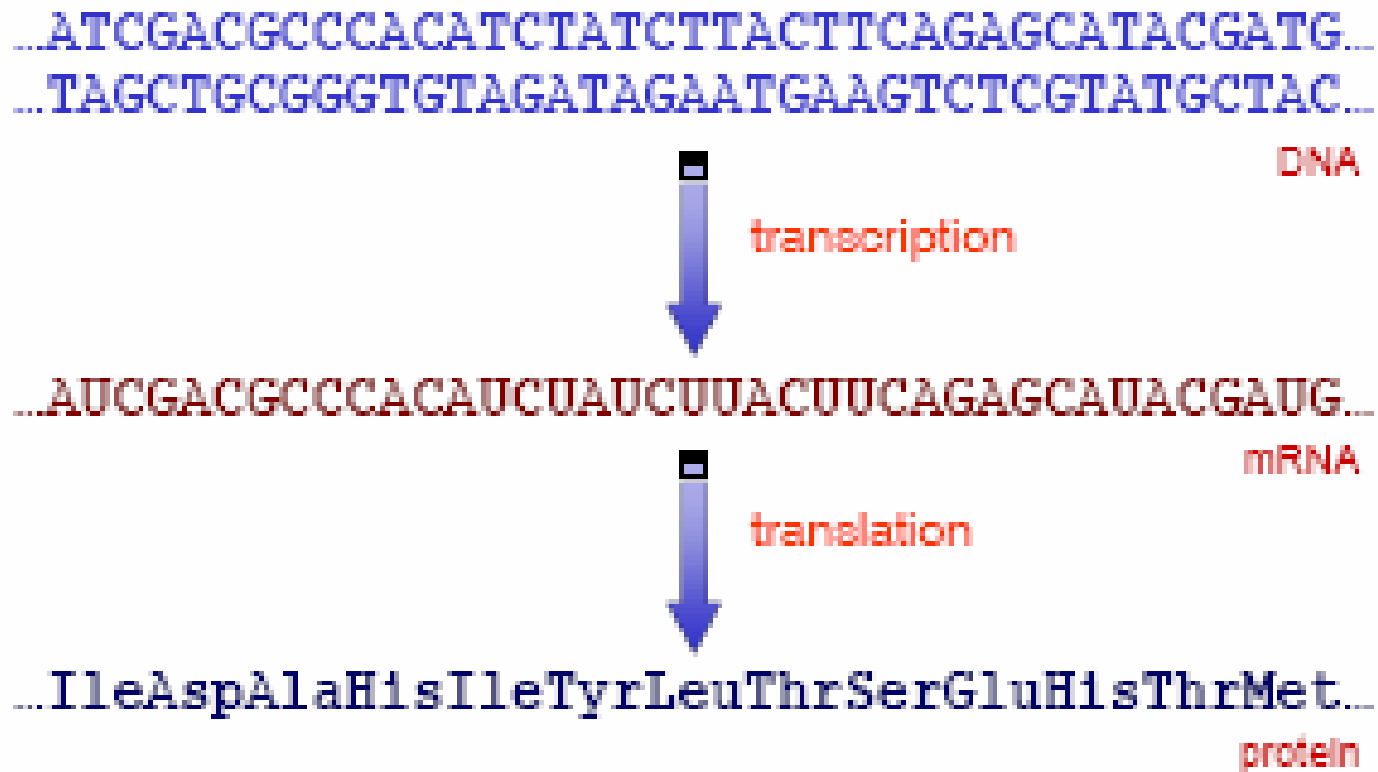 ...ATCGACGCCCACATCTATCTTACTTCAGAGCATACGATG...
...TAGCTGCGGGTGTAGATAGAATGAAGTCTCGTATGCTAC...
DNA
transcription
...AUCGACGCCCACAUCUAUCUUACUUCAGAGCAUACGAUG...
mRNA
translation
...IleAspAlaHisIleTyrLeuThrSerGluHisThrMet...
protein